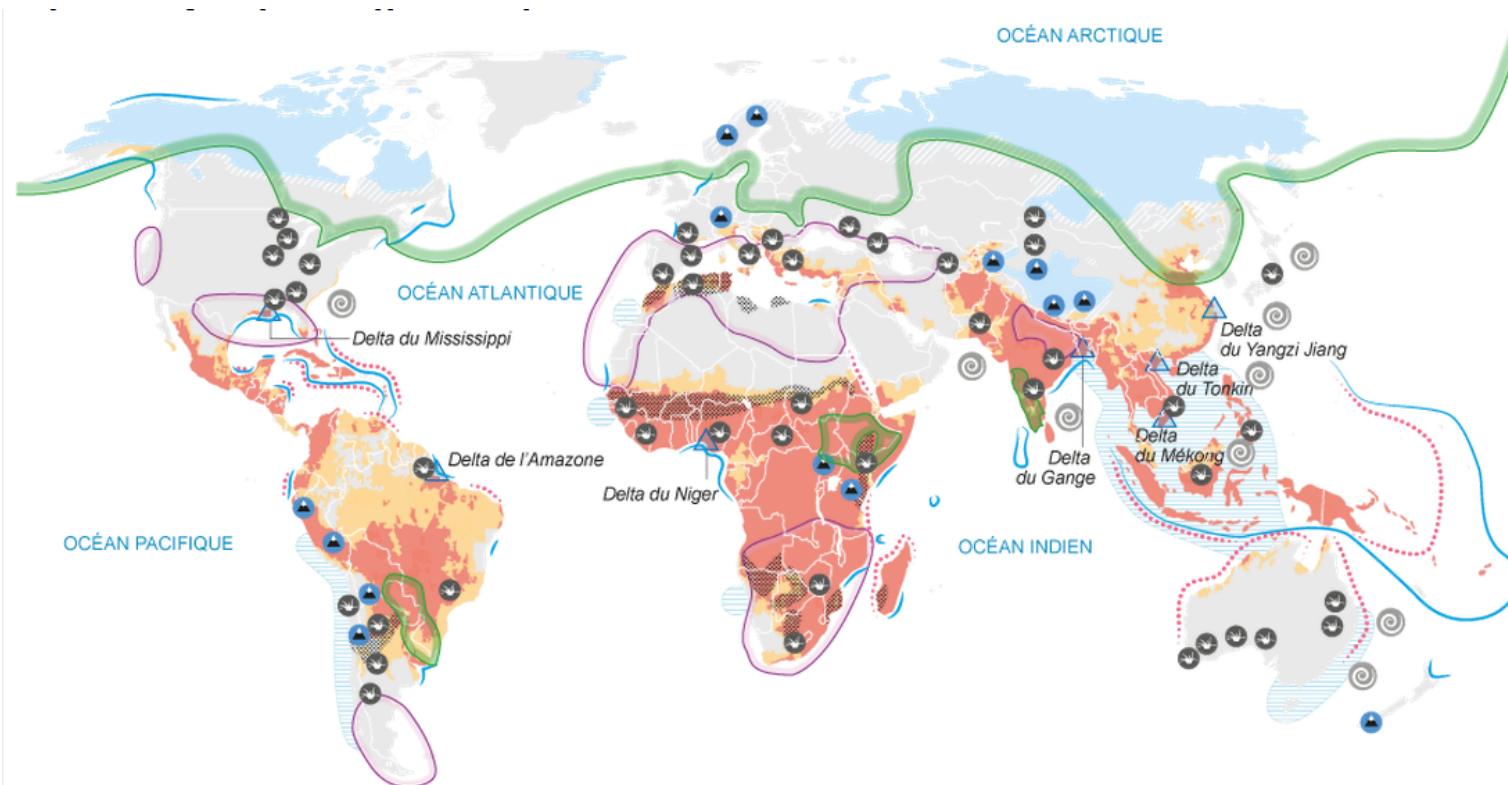 OCÉAN ARCTIQUE
OCÉAN ATLANTIQUE
Delta du Mississippi
Delta
du Yangzi Jiang
Delta
du Tonkin
Delta
du Mékong
Delta
du Gange
Delta de l'Amazone
Delta du Niger
OCÉAN PACIFIQUE
OCÉAN INDIEN